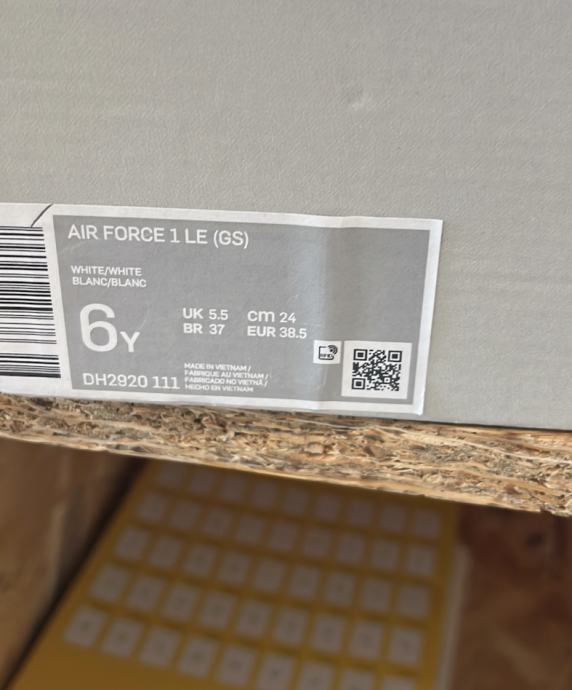 AIR FORCE 1 LE (GS)
WHITE/WHITE
BLANC/BLANC
6Y
UK 5.5 cm 24
BR 37 EUR 38.5
DH2920 111
MADE IN VIETNAM /
FABRIQUE AU VIETNAM /
FABRICADO NO VIETNÃ /
HECHO EN VIETNAM